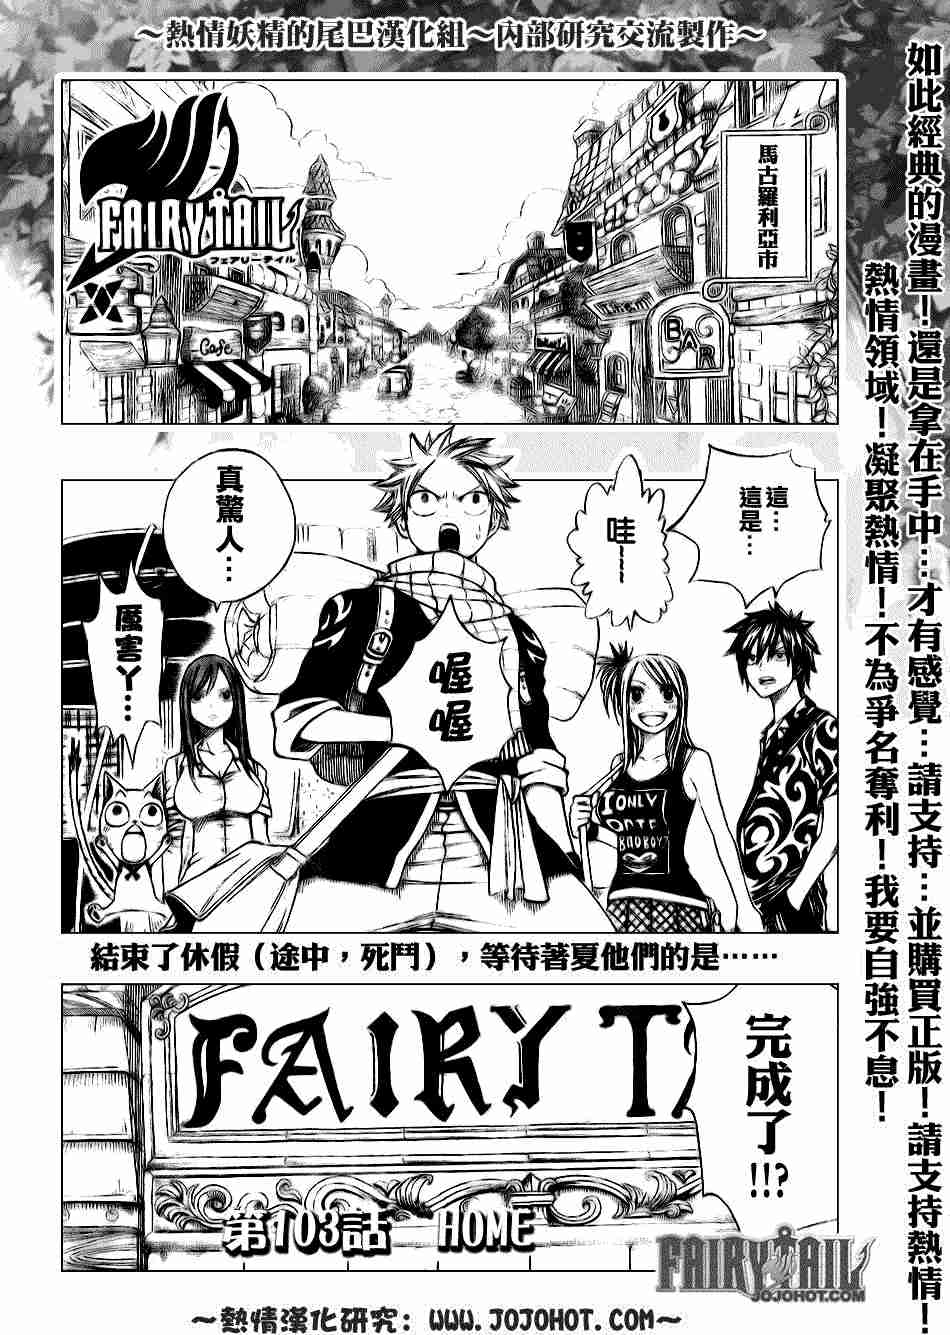 ～熱情妖精的尾巴漢化組～內部研究交流製作～
如此經典的漫畫！還是拿在手中…才有感覺…請支持…並購買正版！請支持熱情！
熱情領域！凝聚熱情！不為爭名奪利！我要自強不息！
FAIRY TAIL
フェアリーテイル
馬古羅利亞市
Cafe
BAR
這…
這是…
哇~~
真驚人…
喔
喔
厲害丫…
I ONLY
DATE
BADBOY
結束了休假（途中，死鬥），等待著夏他們的是……
FAIRY TA
完成了!!?
第103話 HOME
FAIRYTAIL
JOJOHOT.COM
～熱情漢化研究: WWW.JOJOHOT.COM～